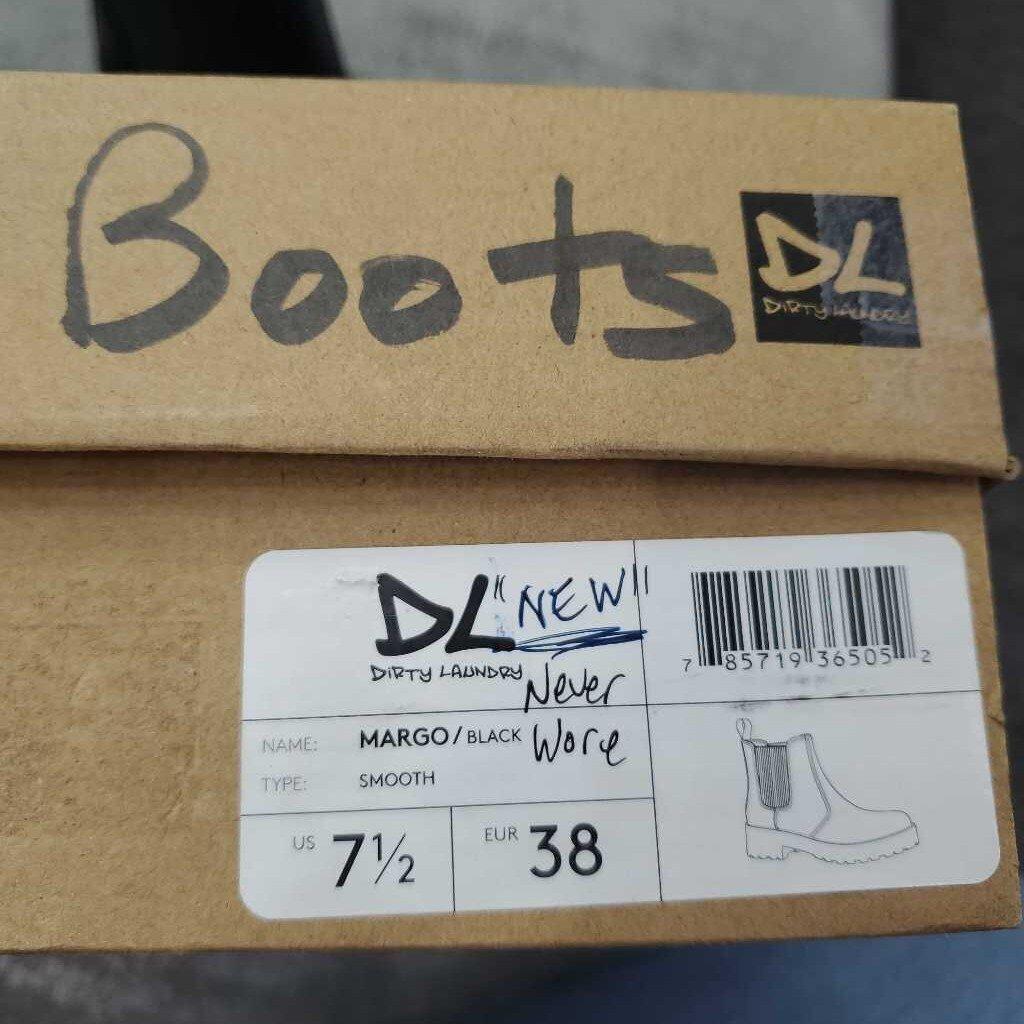 Boots
DL
DIRTY LAUNDRY
DL "NEW"
DIRTY LAUNDRY Never
NAME: MARGO/BLACK Wore
TYPE: SMOOTH
US 7½ EUR 38
7 85719 36505 2